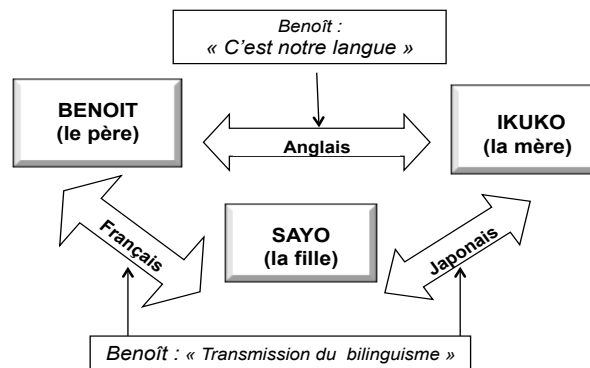 Benoît :
« C'est notre langue »
BENOIT
(le père)
IKUKO
(la mère)
Anglais
SAYO
(la fille)
Français
Japonais
Benoît : « Transmission du bilinguisme »